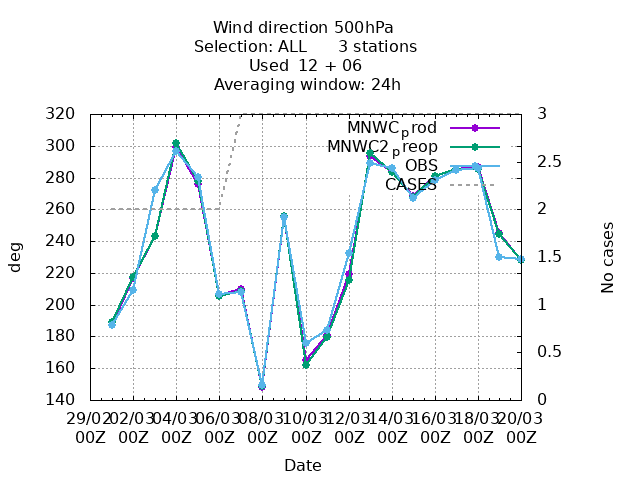 Wind direction 500hPa
Selection: ALL 3 stations
Used 12 + 06
Averaging window: 24h
320 3
MNWC_prod
300
MNWC2_preop
2.5
OBS
280
CASES
260 2
240
1.5
220
200 1
180
0.5
160
140 0
deg
No cases
29/02 02/03 04/03 06/03 08/03 10/03 12/03 14/03 16/03 18/03 20/03
00Z 00Z 00Z 00Z 00Z 00Z 00Z 00Z 00Z 00Z 00Z
Date